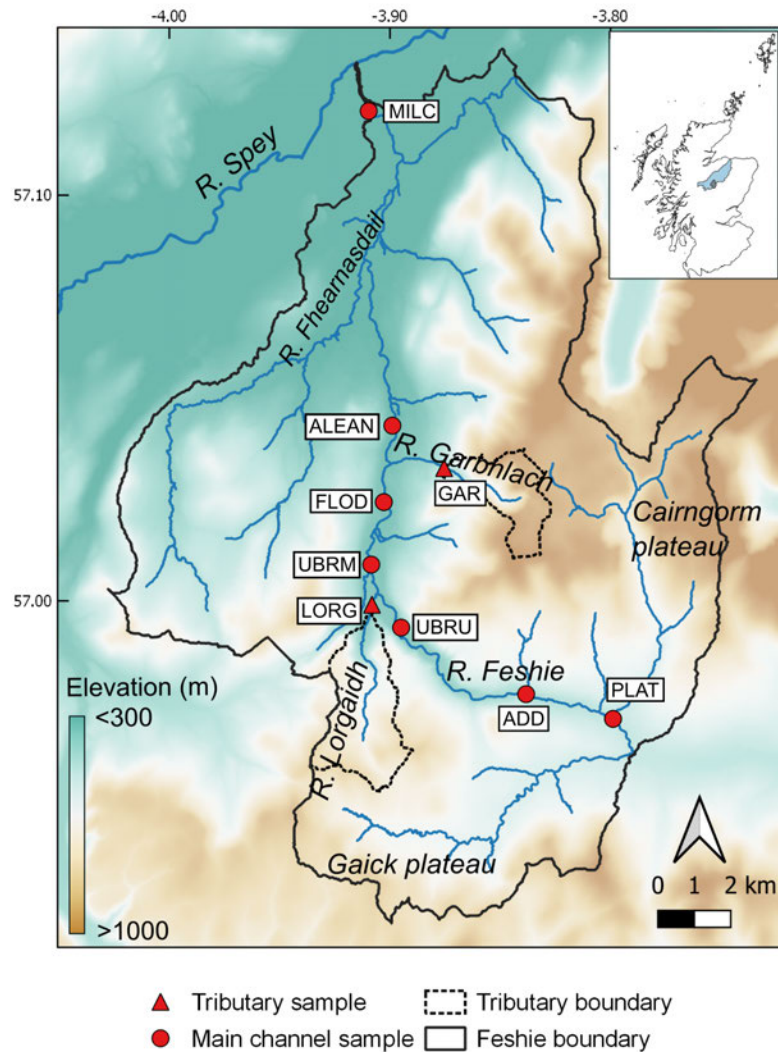 -4.00
-3.90
-3.80
MILC
R. Spey
57.10
R. Fhearnasdail
ALEAN
R. Garbhlach
GAR
FLOD
Cairngorm
plateau
UBRM
57.00
LORG
UBRU
R. Feshie
PLAT
ADD
R. Lorgaidh
Elevation (m)
<300
>1000
Gaick plateau
0 1 2 km
Tributary sample
Tributary boundary
Main channel sample
Feshie boundary